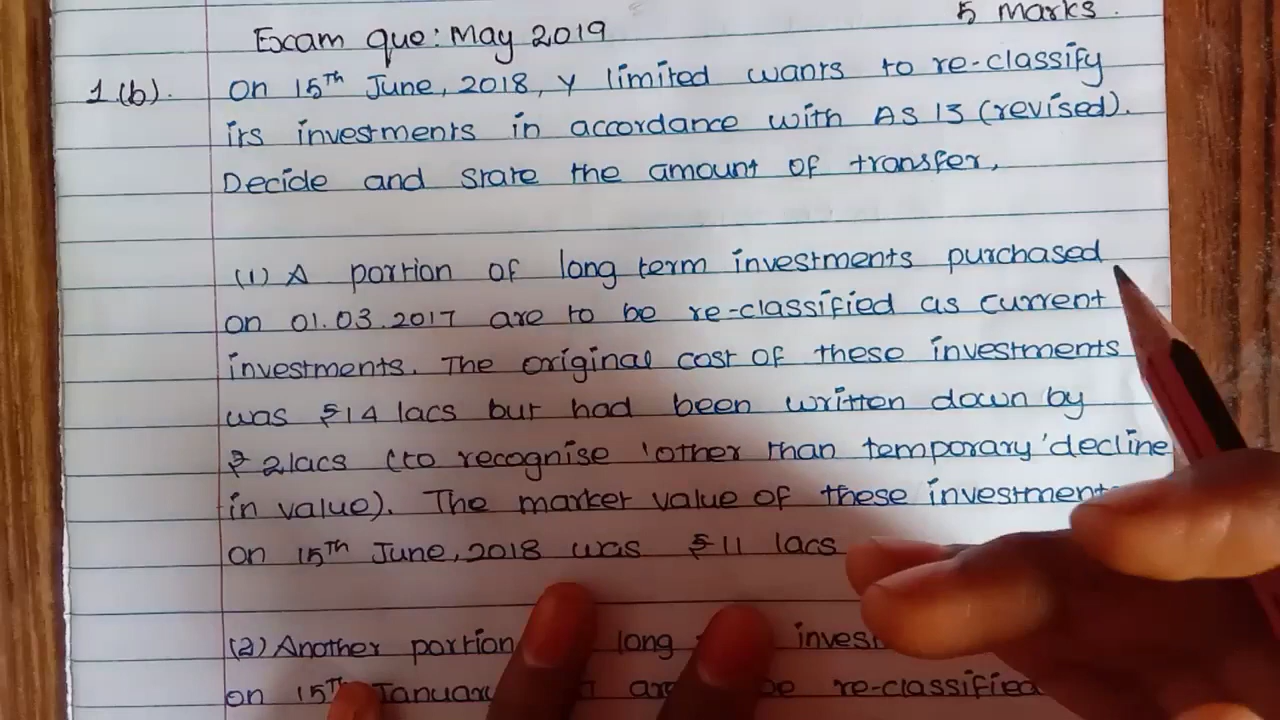 5 marks.
Exam que: May 2019
1(b). On 15th June, 2018, Y limited wants to re-classify
its investments in accordance with AS 13 (revised).
Decide and state the amount of transfer,
(1) A portion of long term investments purchased
on 01.03.2017 are to be re-classified as current
investments. The original cost of these investments
was ₹14 lacs but had been written down by
₹2lacs (to recognise 'other than temporary' decline
in value). The market value of these investment
on 15th June, 2018 was ₹11 lacs
(2) Another portion long
on 15th re-classified